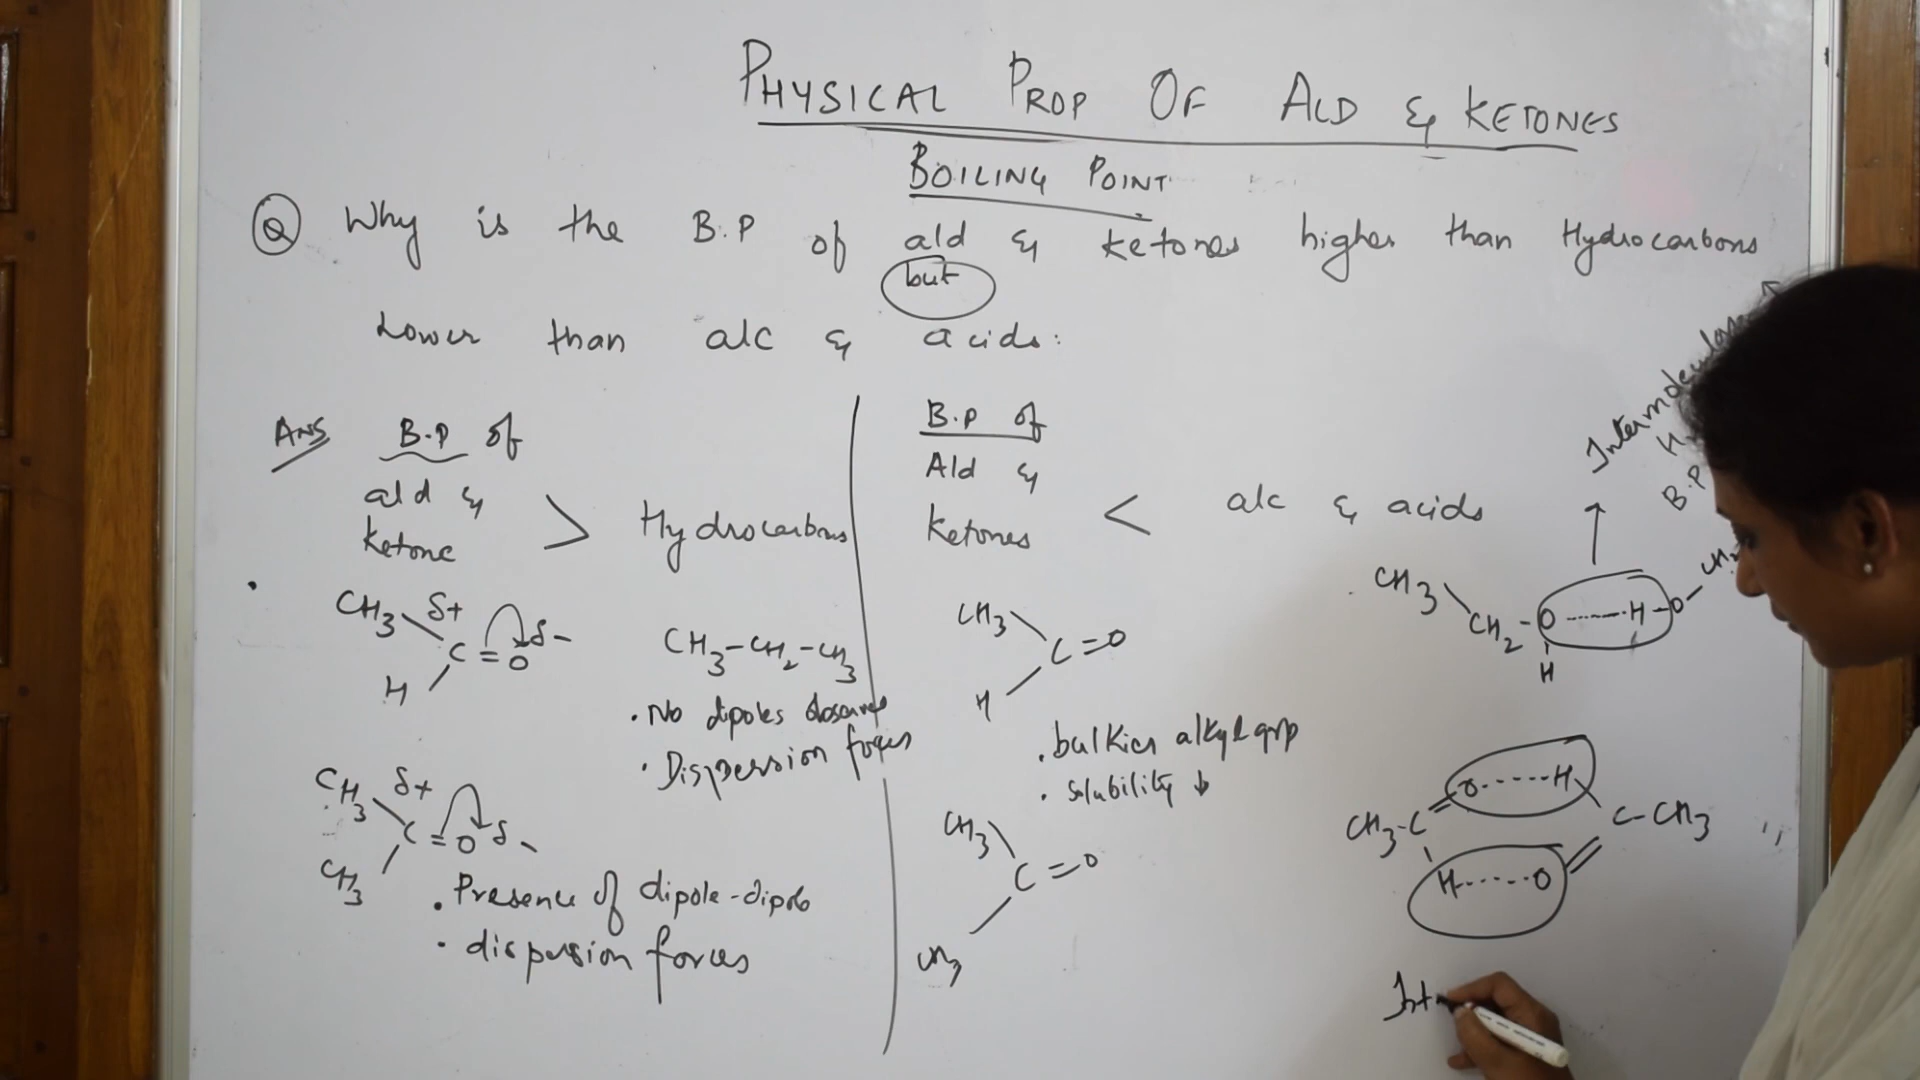 PHYSICAL PROP OF ALD & KETONES
BOILING POINT
Q Why is the B.P of ald & ketones higher than Hydrocarbons
but
Lower than alc & acids:
Ans
B.P of
ald &
ketone
>
Hydrocarbons
CH3 δ+ δ-
C=O
H
CH3-CH2-CH3
• No dipoles
• Dispersion forces
CH3 δ+
C=O δ-
CH3
• Presence of dipole-dipole
• dispersion forces
B.P of
Ald &
ketones
<
alc & acids
CH3
C=O
H
• bulkier alkyl grp
• Solubility ↓
CH3
C=O
CH3
Intermolecular
H
B.P
CH3
CH2-O------H-O
H
CH3-C
O-----H
C-CH3
H-----O
Int